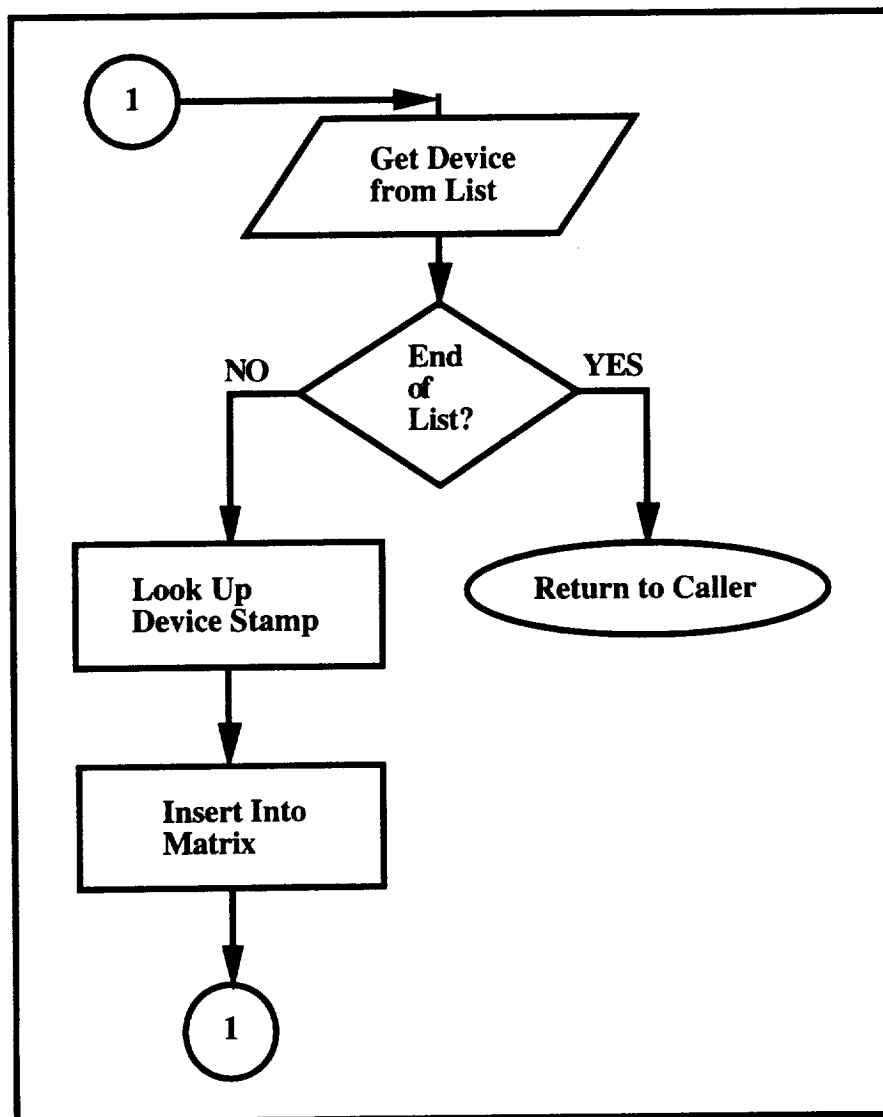 1
Get Device
from List
End
of
List?
NO
YES
Look Up
Device Stamp
Return to Caller
Insert Into
Matrix
1